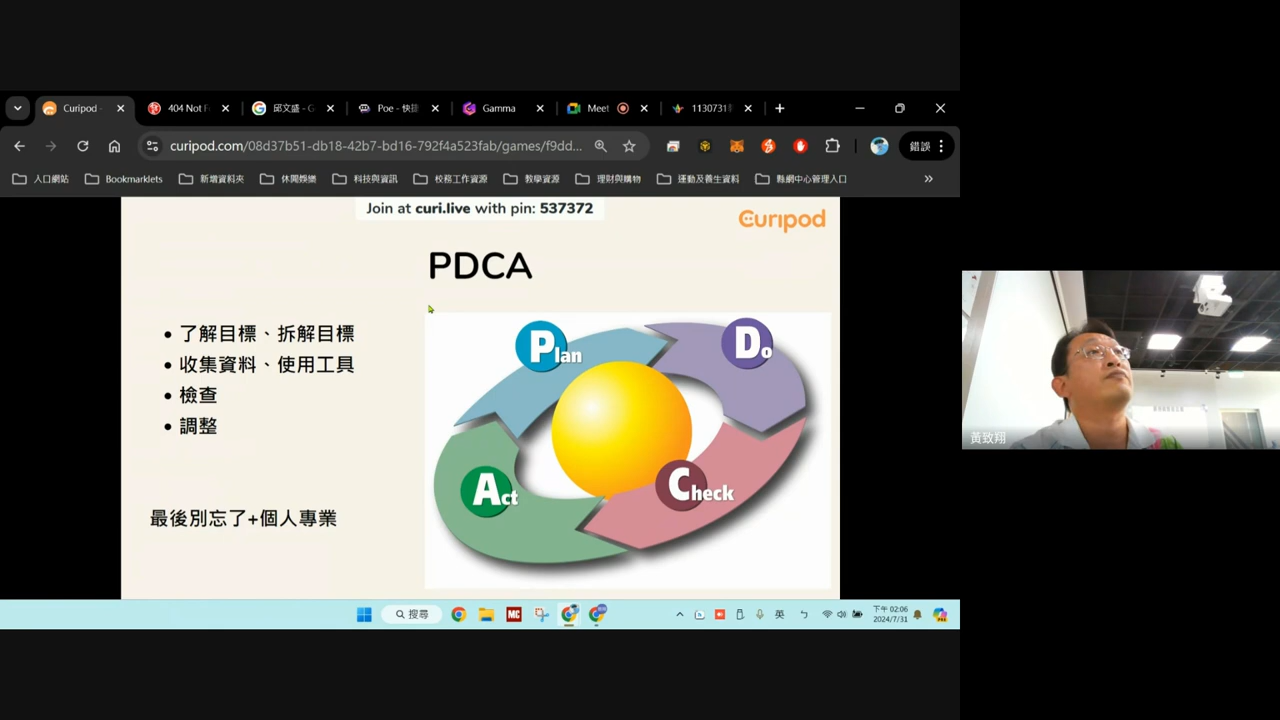 Curipod -
404 Not F
邱文盛 - G
Poe - 快
Gamma
Meet
1130731
curipod.com/08d37b51-db18-42b7-bd16-792f4a523fab/games/f9dd...
錯誤
人口網站
Bookmarklets
新增資料夾
休閒娛樂
科技與資訊
校務工作資源
教學資源
理財與購物
運動及養生資料
縣網中心管理入口
Join at curi.live with pin: 537372
Curipod
PDCA
• 了解目標、拆解目標
• 收集資料、使用工具
• 檢查
• 調整
最後別忘了+個人專業
Plan
Do
Act
Check
黃致翔
搜尋
MC
英
下午 02:06
2024/7/31